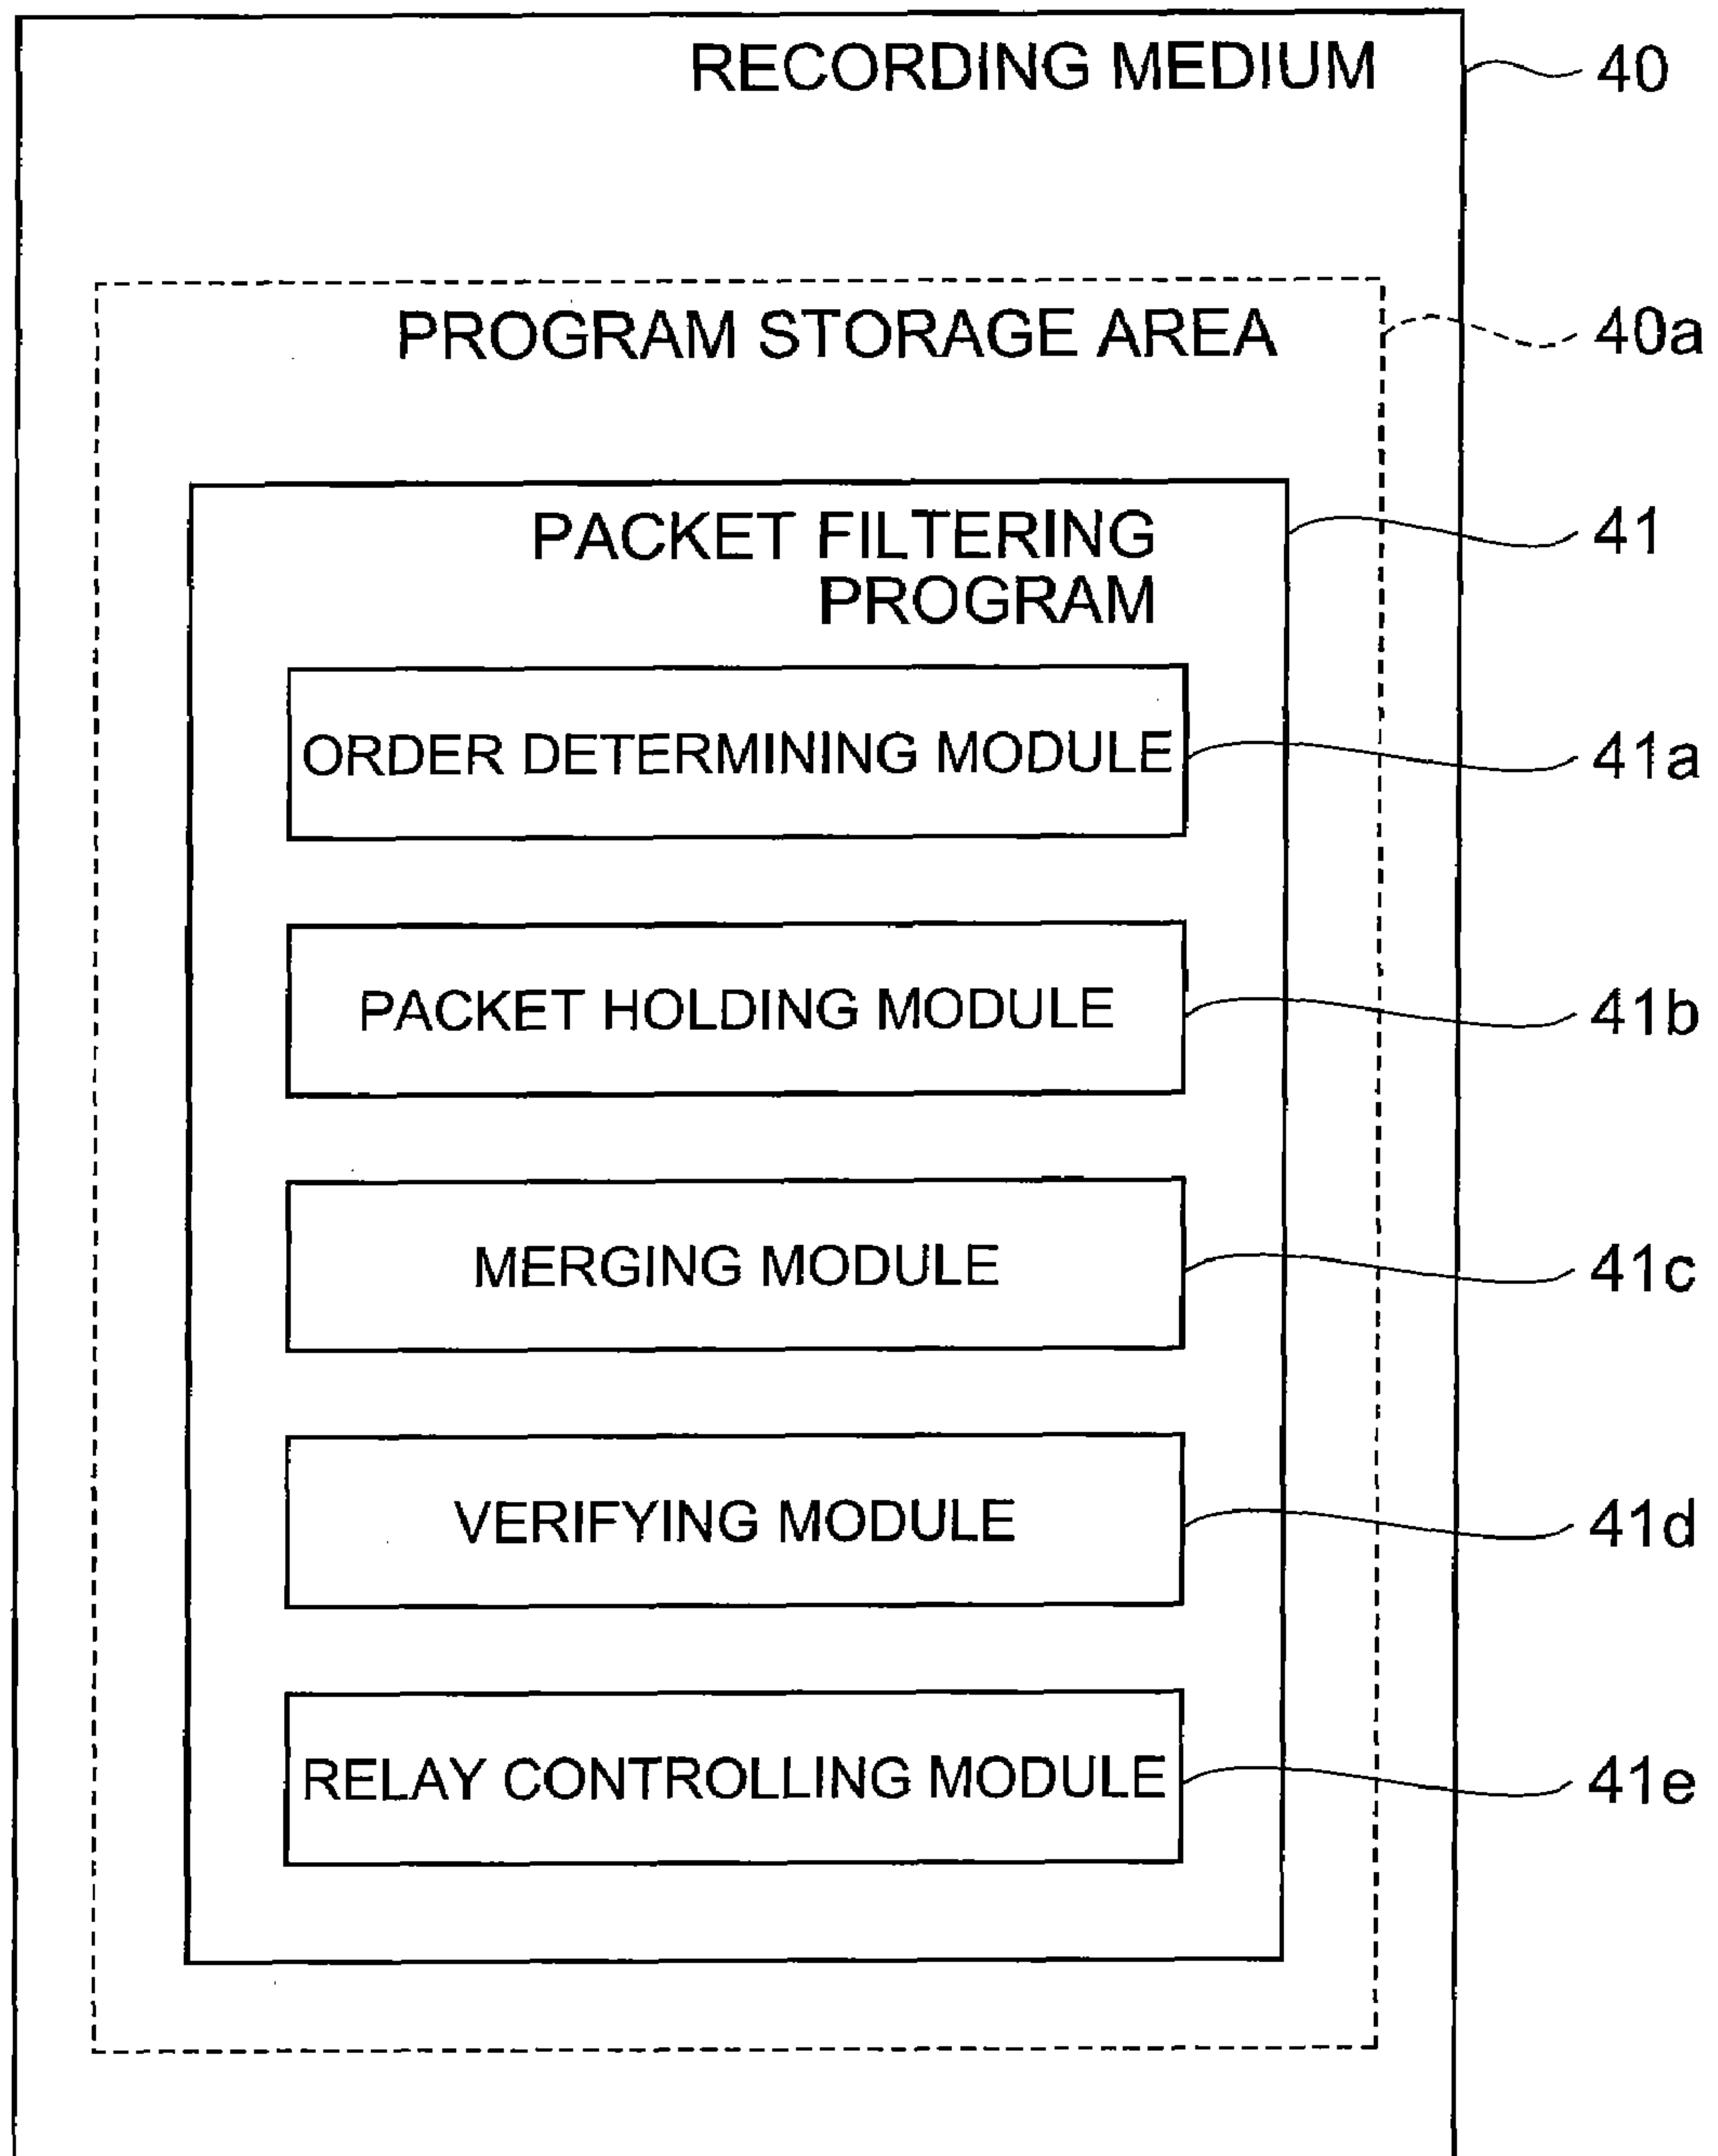 RECORDING MEDIUM
40
PROGRAM STORAGE AREA
40a
PACKET FILTERING
PROGRAM
41
ORDER DETERMINING MODULE
41a
PACKET HOLDING MODULE
41b
MERGING MODULE
41c
VERIFYING MODULE
41d
RELAY CONTROLLING MODULE
41e